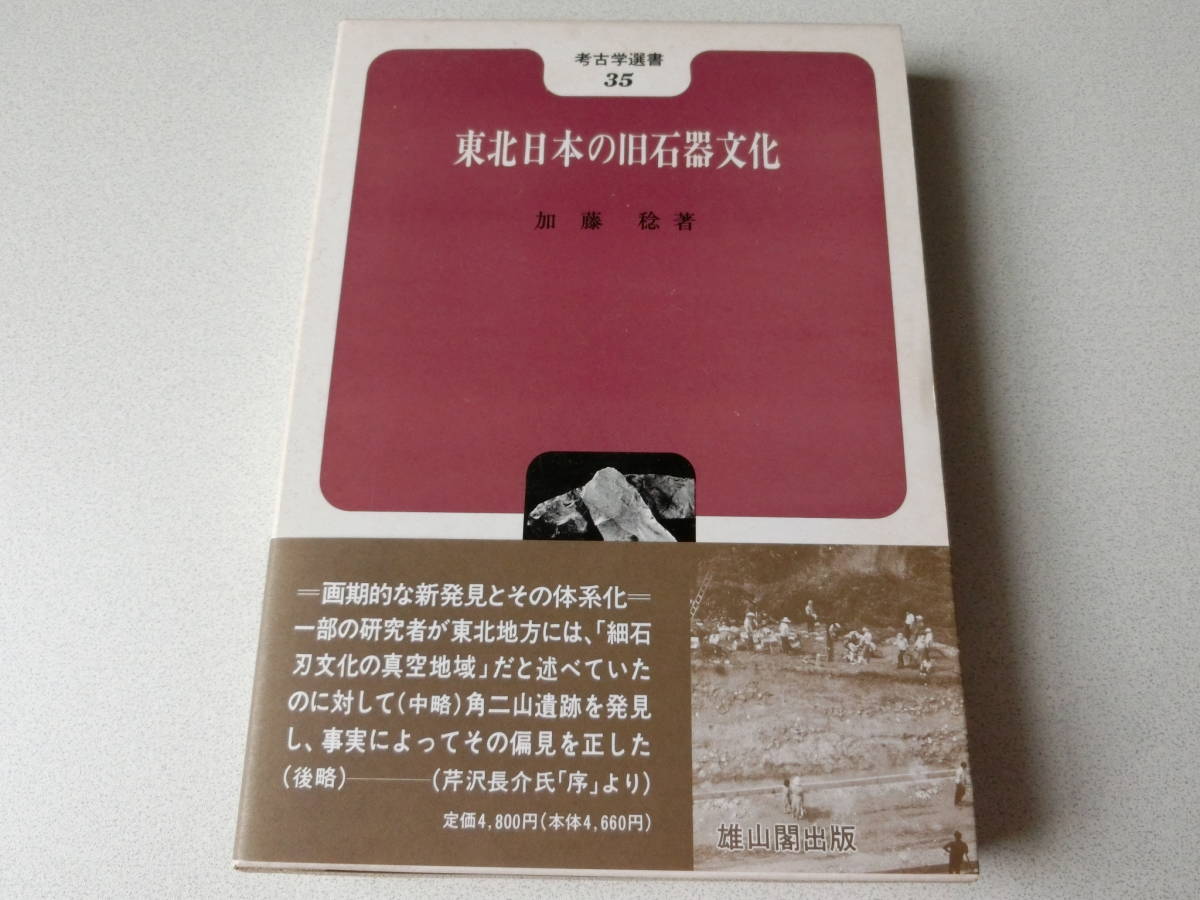 考古学選書
35
東北日本の旧石器文化
加藤 稔著
＝画期的な新発見とその体系化＝
一部の研究者が東北地方には、「細石
刃文化の真空地域」だと述べていた
のに対して(中略)角二山遺跡を発見
し、事実によってその偏見を正した
(後略)―――(芹沢長介氏「序」より)
定価4,800円(本体4,660円)
雄山閣出版